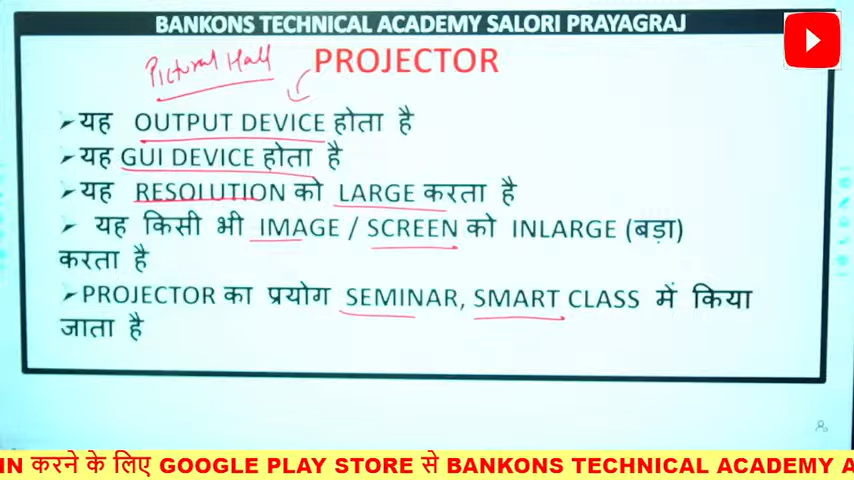 BANKONS TECHNICAL ACADEMY SALORI PRAYAGRAJ
Pictural Hall
PROJECTOR
➢यह OUTPUT DEVICE होता है
➢यह GUI DEVICE होता है
➢यह RESOLUTION को LARGE करता है
➢ यह किसी भी IMAGE / SCREEN को INLARGE (बड़ा)
करता है
➢PROJECTOR का प्रयोग SEMINAR, SMART CLASS में किया
जाता है
IN करने के लिए GOOGLE PLAY STORE से BANKONS TECHNICAL ACADEMY A